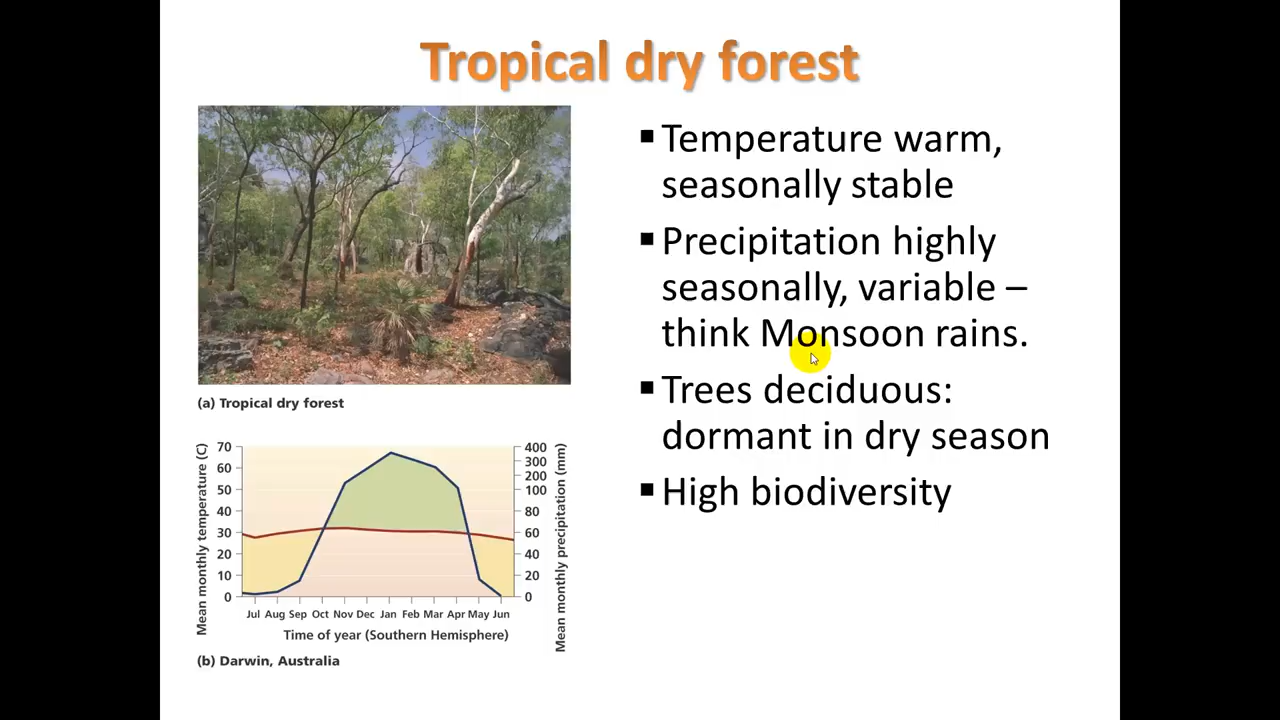 Tropical dry forest
▪Temperature warm,
seasonally stable
▪Precipitation highly
seasonally, variable –
think Monsoon rains.
▪Trees deciduous:
dormant in dry season
▪High biodiversity
(a) Tropical dry forest
Mean monthly temperature (C)
70
60
50
40
30
20
10
0
400
300
200
100
80
60
40
20
0
Mean monthly precipitation (mm)
Jul Aug Sep Oct Nov Dec Jan Feb Mar Apr May Jun
Time of year (Southern Hemisphere)
(b) Darwin, Australia